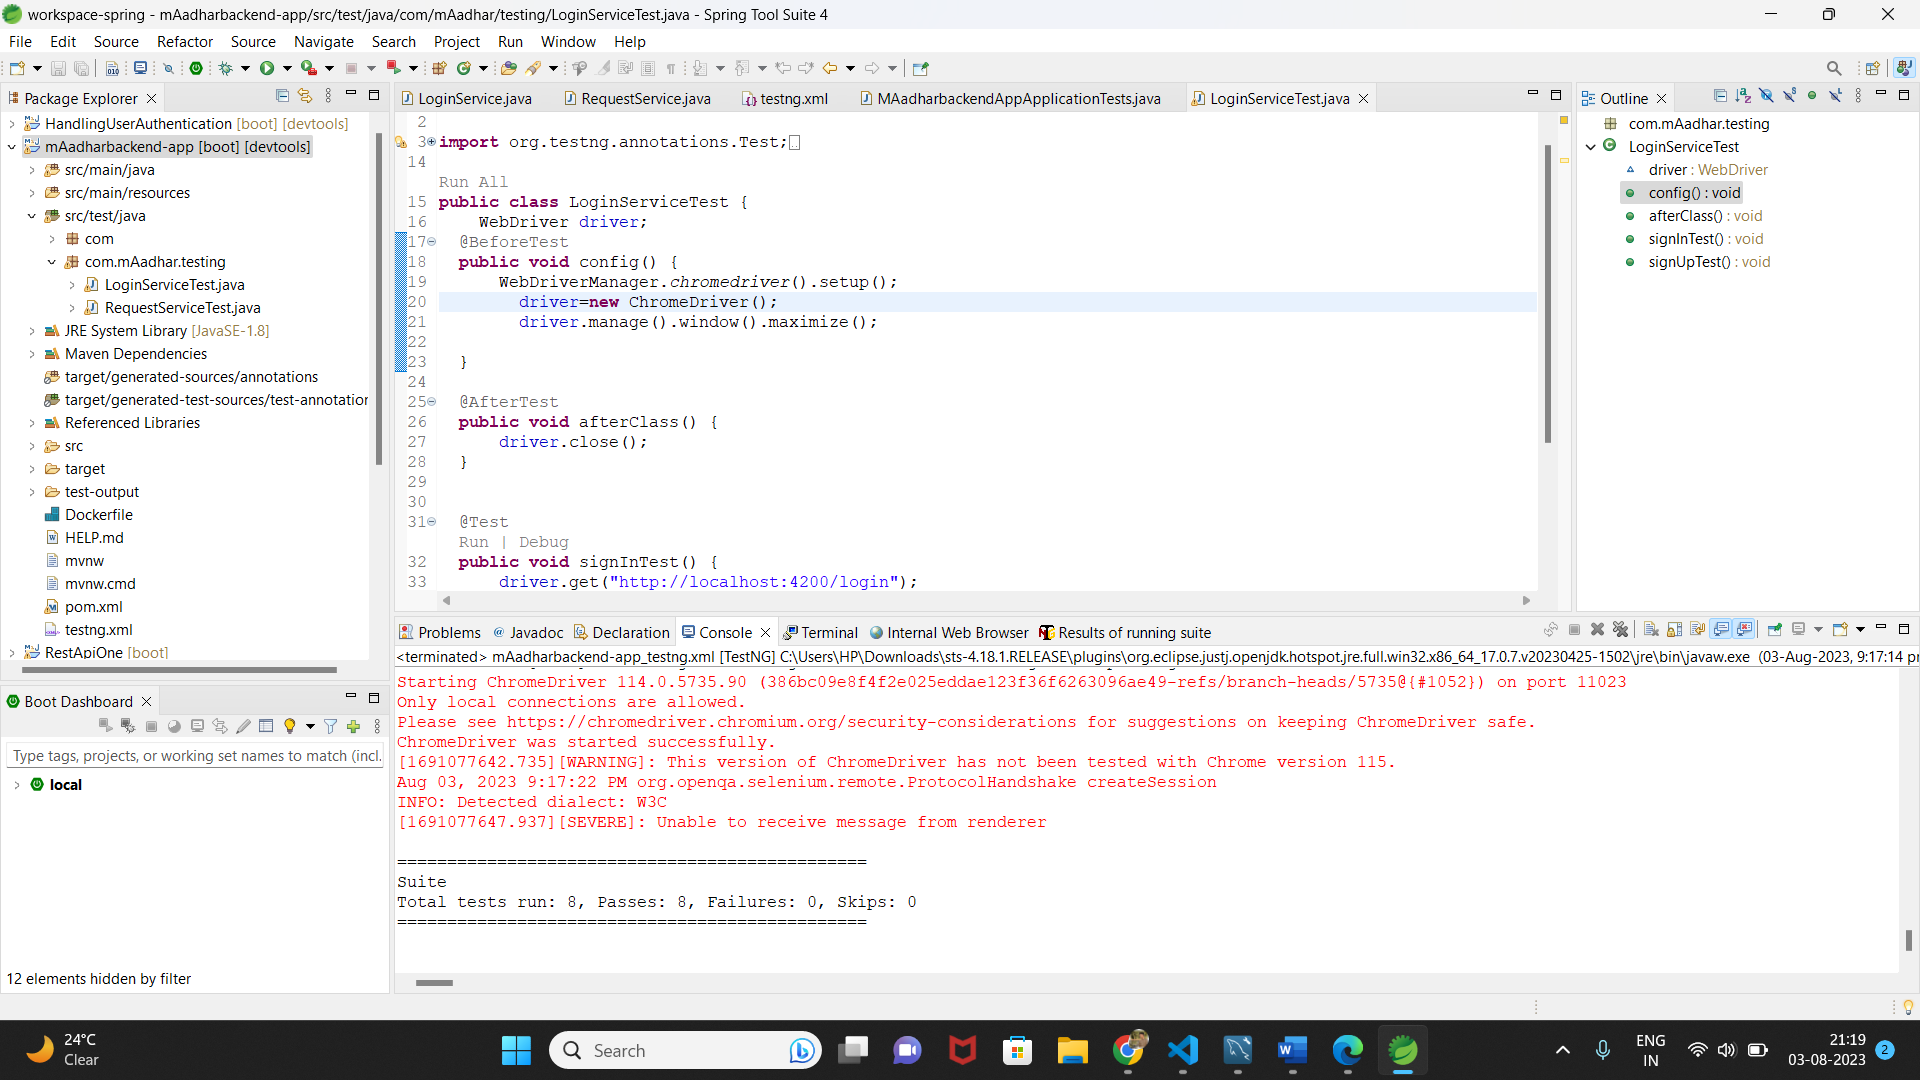 workspace-spring - mAadharbackend-app/src/test/java/com/mAadhar/testing/LoginServiceTest.java - Spring Tool Suite 4
File Edit Source Refactor Source Navigate Search Project Run Window Help
Package Explorer
HandlingUserAuthentication [boot] [devtools]
mAadharbackend-app [boot] [devtools]
src/main/java
src/main/resources
src/test/java
com
com.mAadhar.testing
LoginServiceTest.java
RequestServiceTest.java
JRE System Library [JavaSE-1.8]
Maven Dependencies
target/generated-sources/annotations
target/generated-test-sources/test-annotation
Referenced Libraries
src
target
test-output
Dockerfile
HELP.md
mvnw
mvnw.cmd
pom.xml
testng.xml
RestApiOne [boot]
Boot Dashboard
Type tags, projects, or working set names to match (incl.
local
12 elements hidden by filter
LoginService.java RequestService.java testng.xml MAadharbackendAppApplicationTests.java LoginServiceTest.java
2
3 import org.testng.annotations.Test;
14
Run All
15 public class LoginServiceTest {
16 WebDriver driver;
17 @BeforeTest
18 public void config() {
19 WebDriverManager.chromedriver().setup();
20 driver=new ChromeDriver();
21 driver.manage().window().maximize();
22
23 }
24
25 @AfterTest
26 public void afterClass() {
27 driver.close();
28 }
29
30
31 @Test
Run | Debug
32 public void signInTest() {
33 driver.get("http://localhost:4200/login");
Outline
com.mAadhar.testing
LoginServiceTest
driver : WebDriver
config() : void
afterClass() : void
signInTest() : void
signUpTest() : void
Problems Javadoc Declaration Console Terminal Internal Web Browser Results of running suite
<terminated> mAadharbackend-app_testng.xml [TestNG] C:\Users\HP\Downloads\sts-4.18.1.RELEASE\plugins\org.eclipse.justj.openjdk.hotspot.jre.full.win32.x86_64_17.0.7.v20230425-1502\jre\bin\javaw.exe (03-Aug-2023, 9:17:14 pr
Starting ChromeDriver 114.0.5735.90 (386bc09e8f4f2e025eddae123f36f6263096ae49-refs/branch-heads/5735@{#1052}) on port 11023
Only local connections are allowed.
Please see https://chromedriver.chromium.org/security-considerations for suggestions on keeping ChromeDriver safe.
ChromeDriver was started successfully.
[1691077642.735][WARNING]: This version of ChromeDriver has not been tested with Chrome version 115.
Aug 03, 2023 9:17:22 PM org.openqa.selenium.remote.ProtocolHandshake createSession
INFO: Detected dialect: W3C
[1691077647.937][SEVERE]: Unable to receive message from renderer
===============================================
Suite
Total tests run: 8, Passes: 8, Failures: 0, Skips: 0
===============================================
24°C
Clear
Search
ENG
IN
21:19
03-08-2023
2